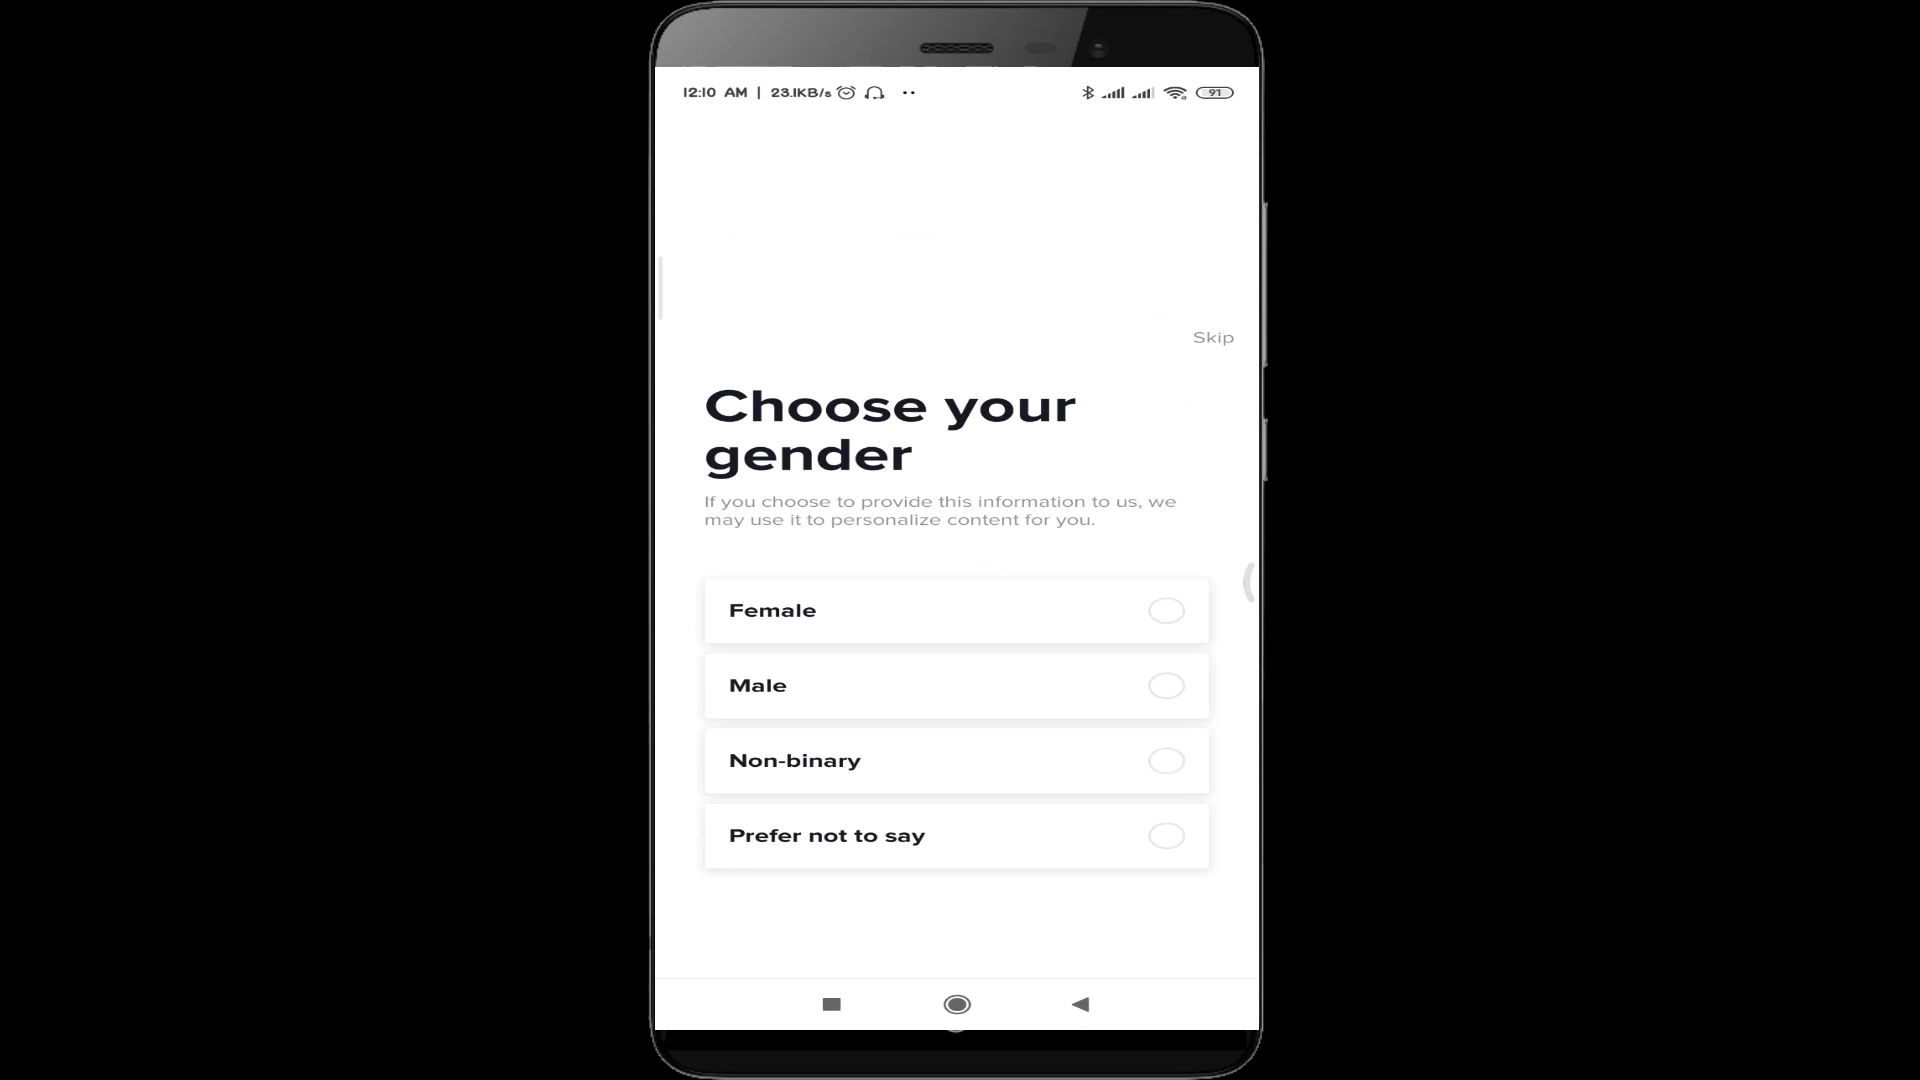 12:10 AM | 23.1KB/s
91
Skip
Choose your
gender
If you choose to provide this information to us, we
may use it to personalize content for you.
Female
Male
Non-binary
Prefer not to say